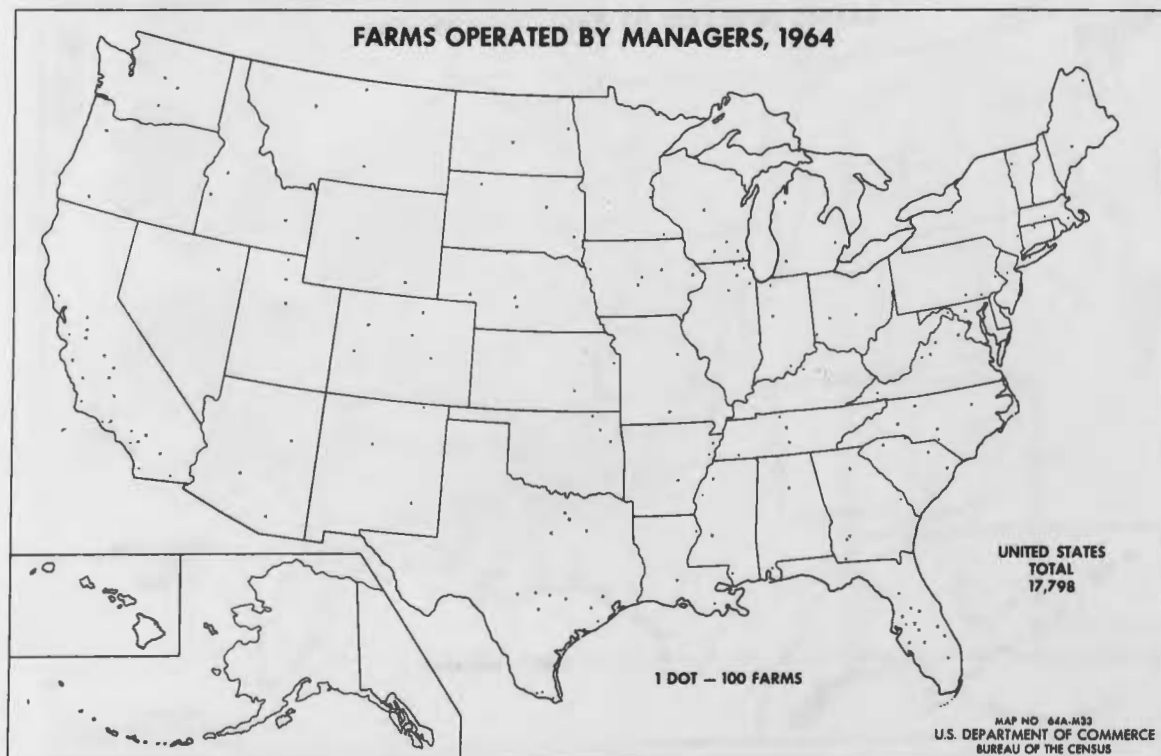 FARMS OPERATED BY MANAGERS, 1964
UNITED STATES
TOTAL
17,798
1 DOT — 100 FARMS
MAP NO 64A-M33
U.S. DEPARTMENT OF COMMERCE
BUREAU OF THE CENSUS